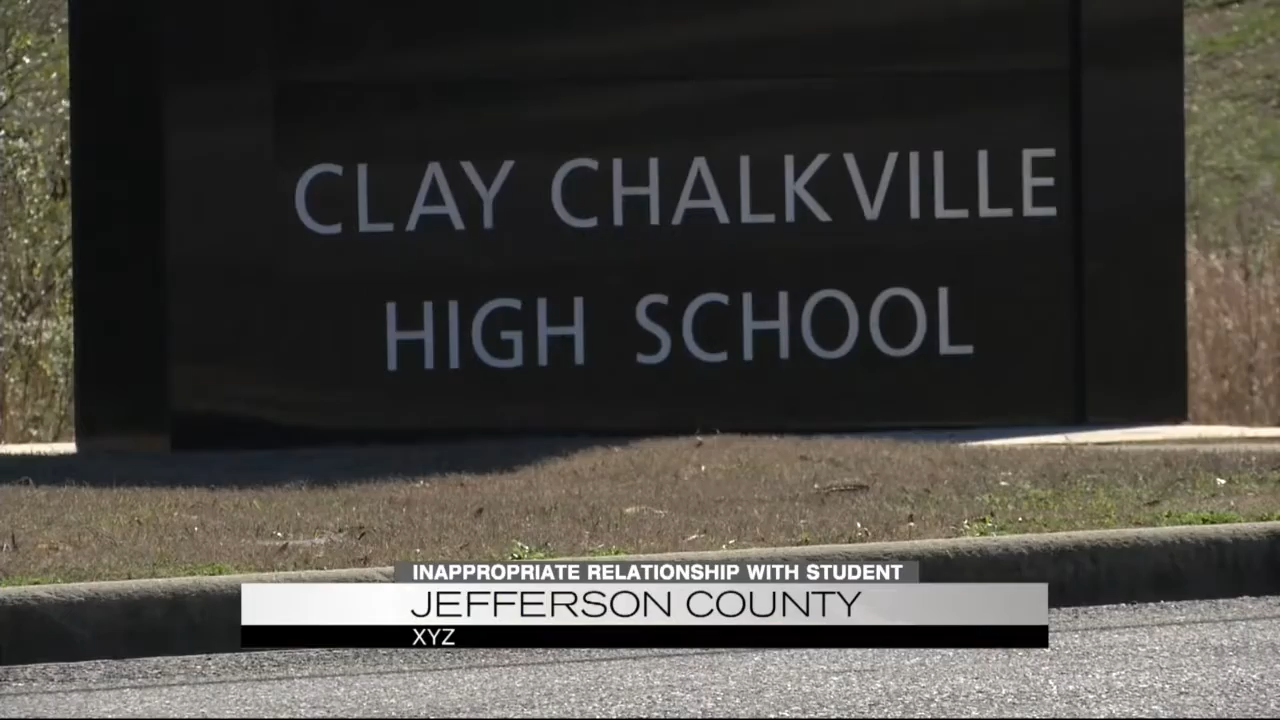 CLAY CHALKVILLE
HIGH SCHOOL
INAPPROPRIATE RELATIONSHIP WITH STUDENT
JEFFERSON COUNTY
XYZ